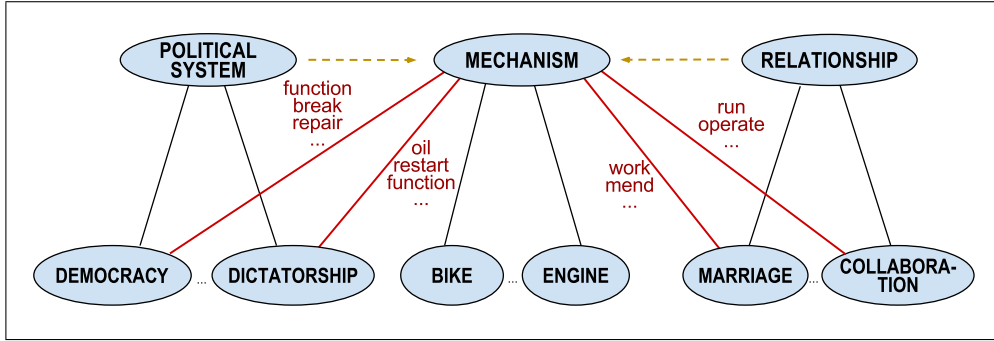 POLITICAL
SYSTEM
MECHANISM
RELATIONSHIP
function
break
repair
...
oil
restart
function
...
work
mend
...
run
operate
...
DEMOCRACY
...
DICTATORSHIP
BIKE
...
ENGINE
MARRIAGE
...
COLLABORA-
TION